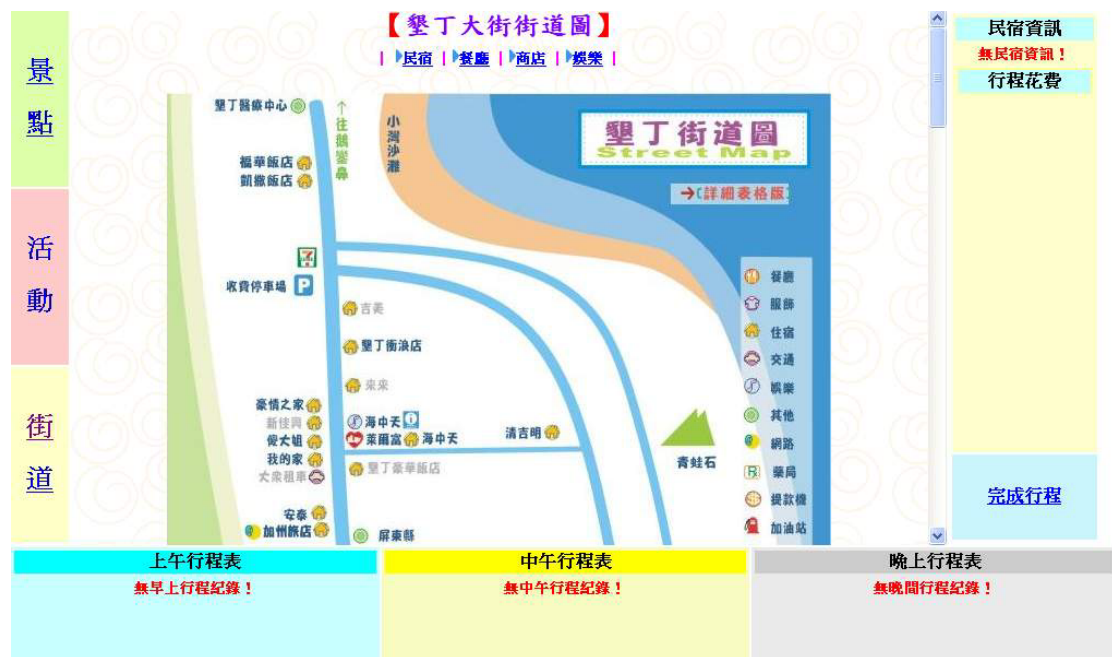 【墾丁大街街道圖】
| 民宿 | 餐廳 | 商店 | 娛樂 |
景點
活動
街道
墾丁醫療中心
↑往鵝鑾鼻
小灣沙灘
墾丁街道圖
Street Map
→(詳細表格版)
福華飯店
凱撒飯店
收費停車場 P
吉美
墾丁衝浪店
來來
豪情之家
新佳興
傻大姐
我的家
大眾租車
海中天
萊爾富 海中天
清吉明
墾丁豪華飯店
安泰
加州旅店
屏東縣
青蛙石
餐廳
服飾
住宿
交通
娛樂
其他
網路
藥局
提款機
加油站
民宿資訊
無民宿資訊！
行程花費
完成行程
上午行程表
無早上行程紀錄！
中午行程表
無中午行程紀錄！
晚上行程表
無晚間行程紀錄！